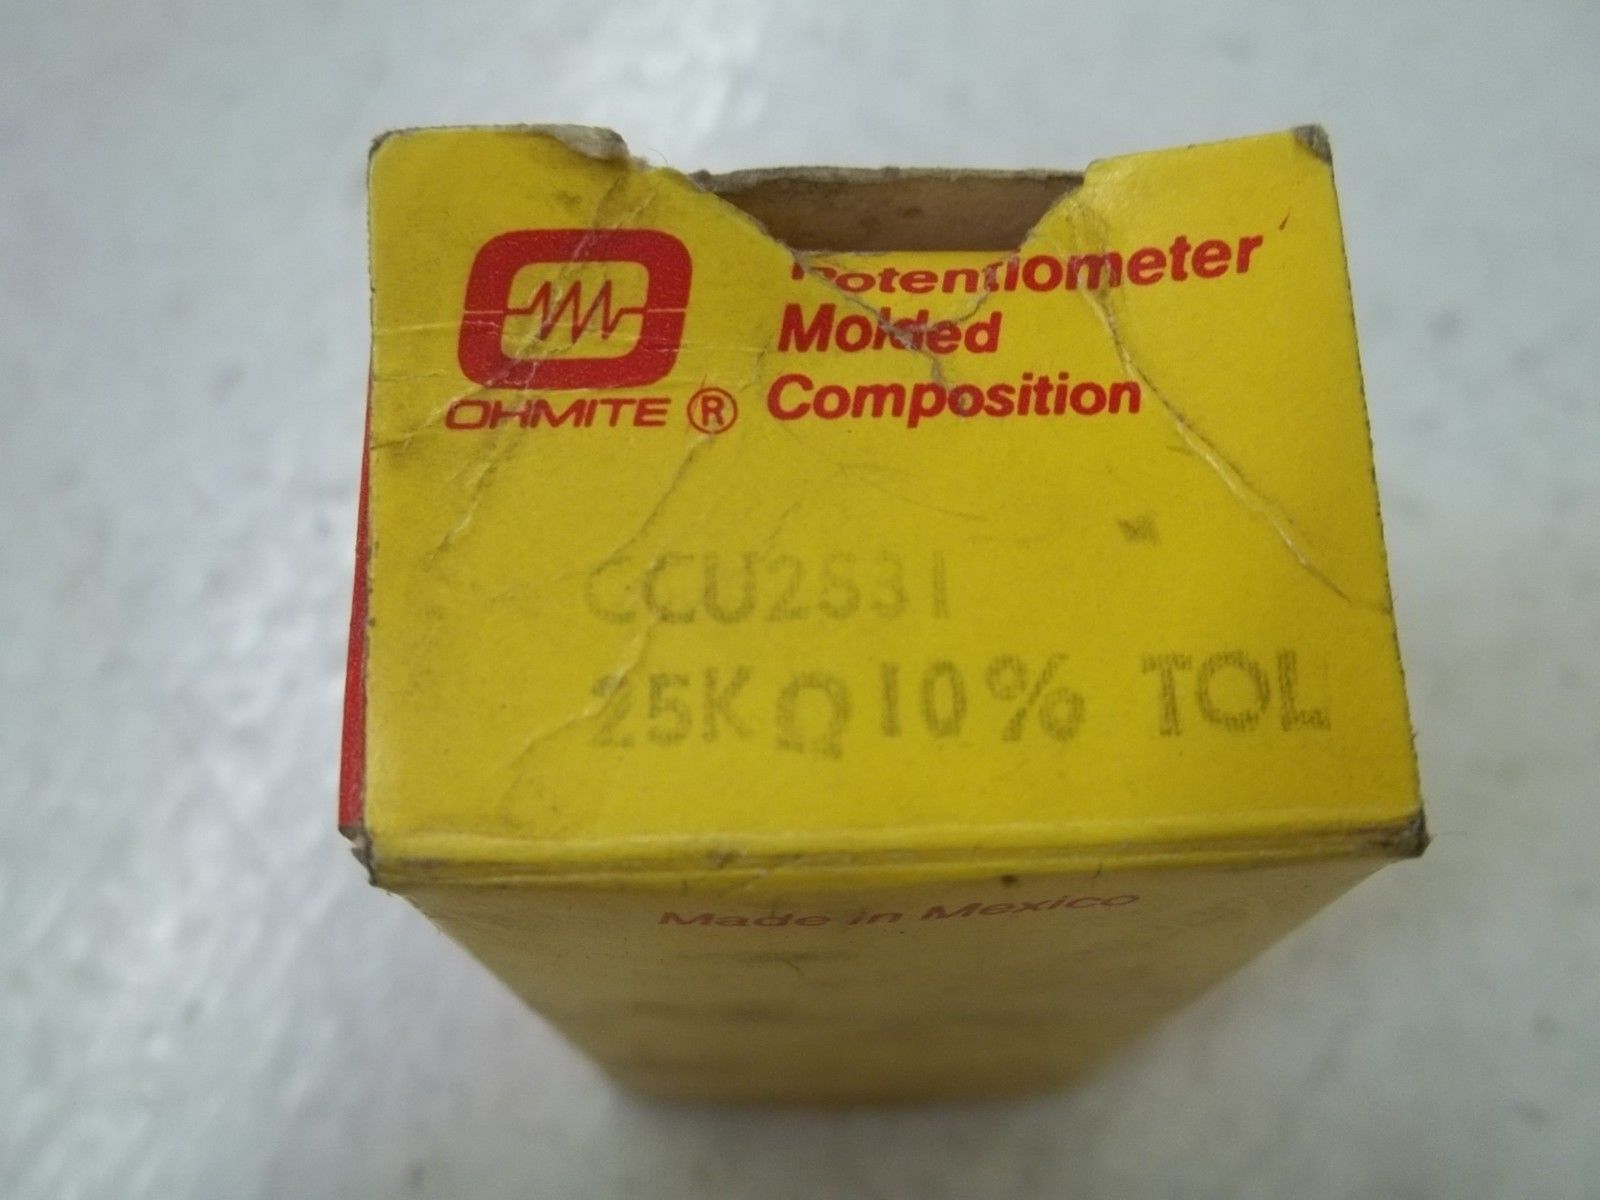 Potentiometer
Molded
Composition
OHMITE ®
CCU2531
25KΩ 10% TOL
Made in Mexico